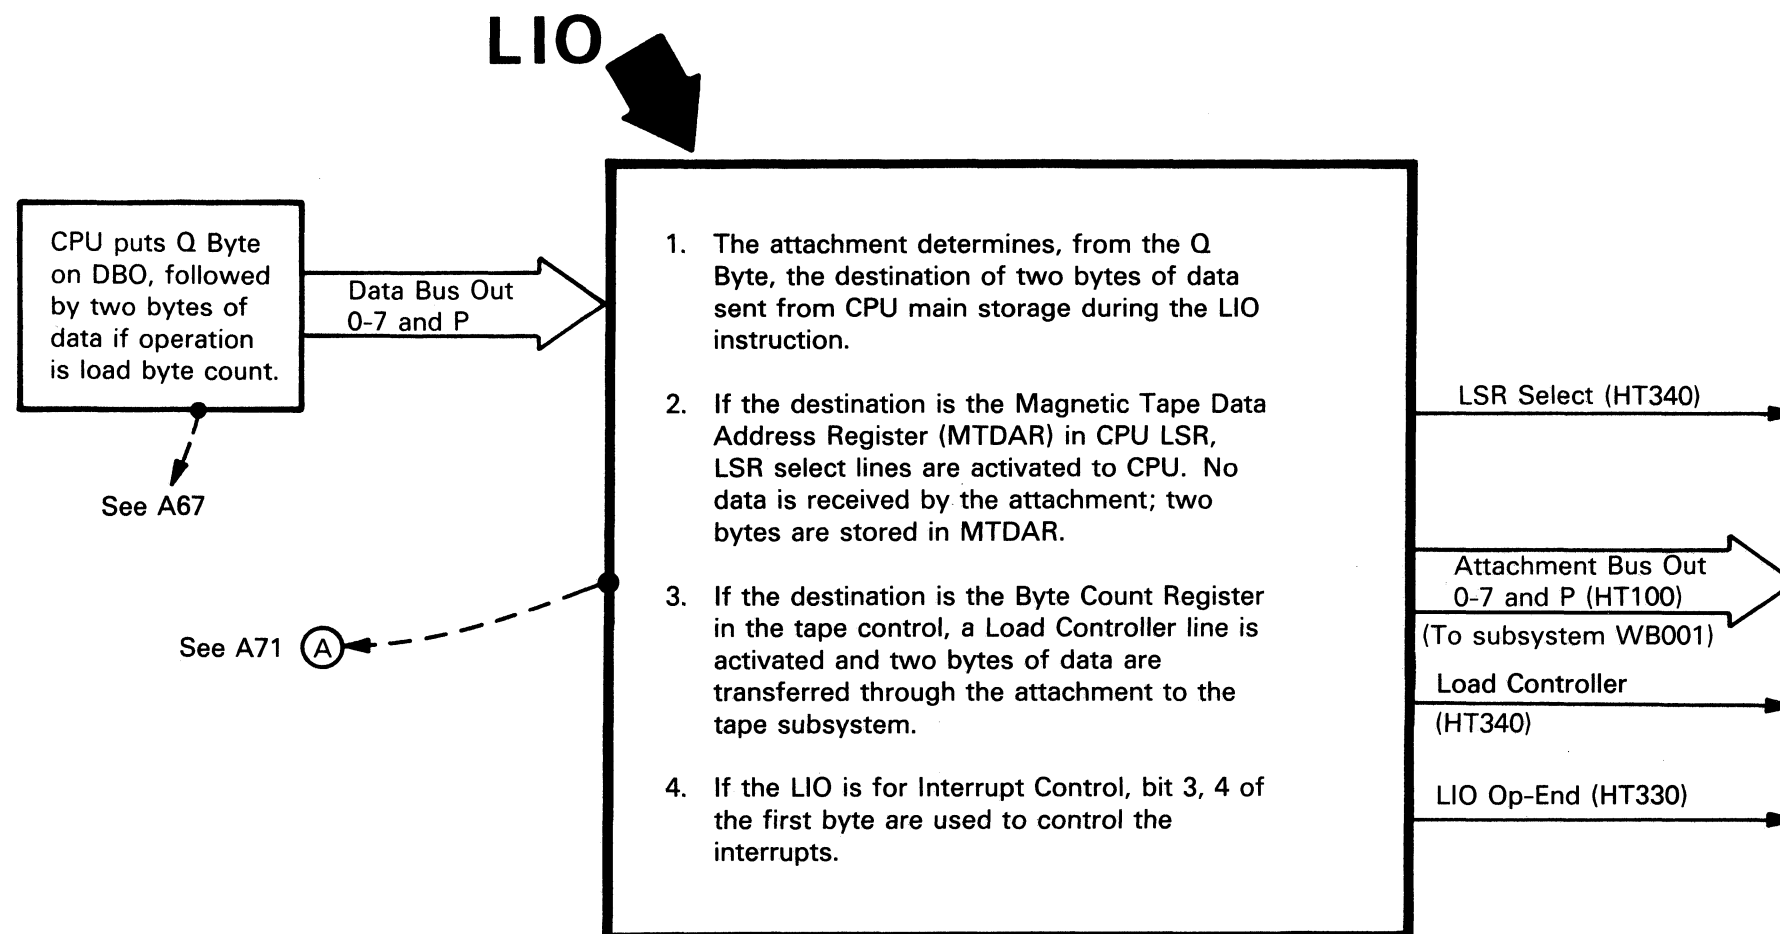 LIO
CPU puts Q Byte
on DBO, followed
by two bytes of
data if operation
is load byte count.
See A67
Data Bus Out
0-7 and P
See A71 A
1. The attachment determines, from the Q
Byte, the destination of two bytes of data
sent from CPU main storage during the LIO
instruction.
2. If the destination is the Magnetic Tape Data
Address Register (MTDAR) in CPU LSR,
LSR select lines are activated to CPU. No
data is received by the attachment; two
bytes are stored in MTDAR.
3. If the destination is the Byte Count Register
in the tape control, a Load Controller line is
activated and two bytes of data are
transferred through the attachment to the
tape subsystem.
4. If the LIO is for Interrupt Control, bit 3, 4 of
the first byte are used to control the
interrupts.
LSR Select (HT340)
Attachment Bus Out
0-7 and P (HT100)
(To subsystem WB001)
Load Controller
(HT340)
LIO Op-End (HT330)